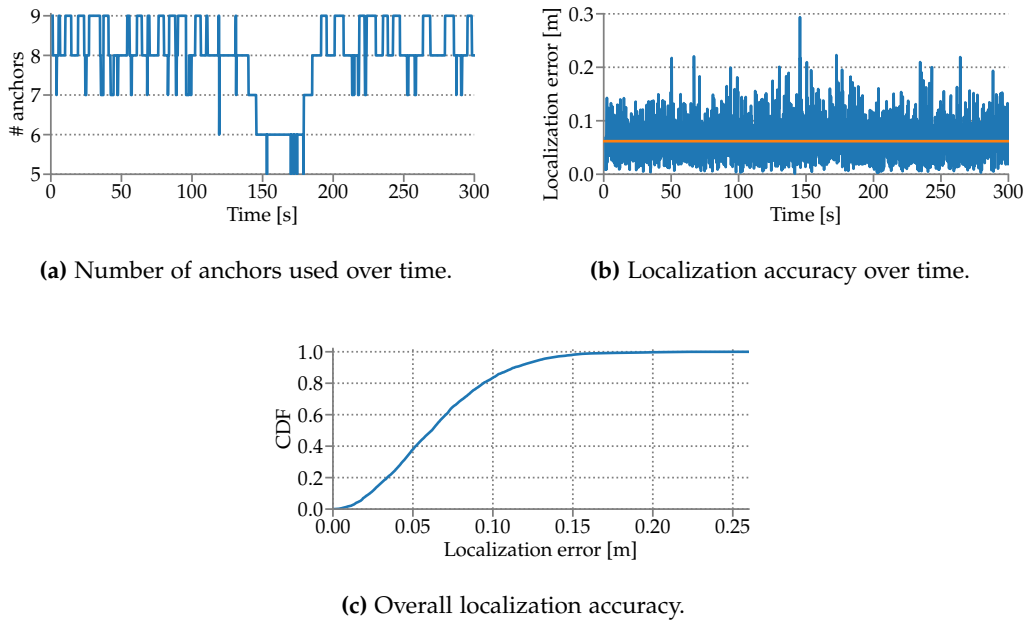 9
8
7
6
5
# anchors
0 50 100 150 200 250 300
Time [s]
(a) Number of anchors used over time.
0.3
0.2
0.1
0.0
Localization error [m]
0 50 100 150 200 250 300
Time [s]
(b) Localization accuracy over time.
1.0
0.8
0.6
0.4
0.2
0.0
CDF
0.00 0.05 0.10 0.15 0.20 0.25
Localization error [m]
(c) Overall localization accuracy.